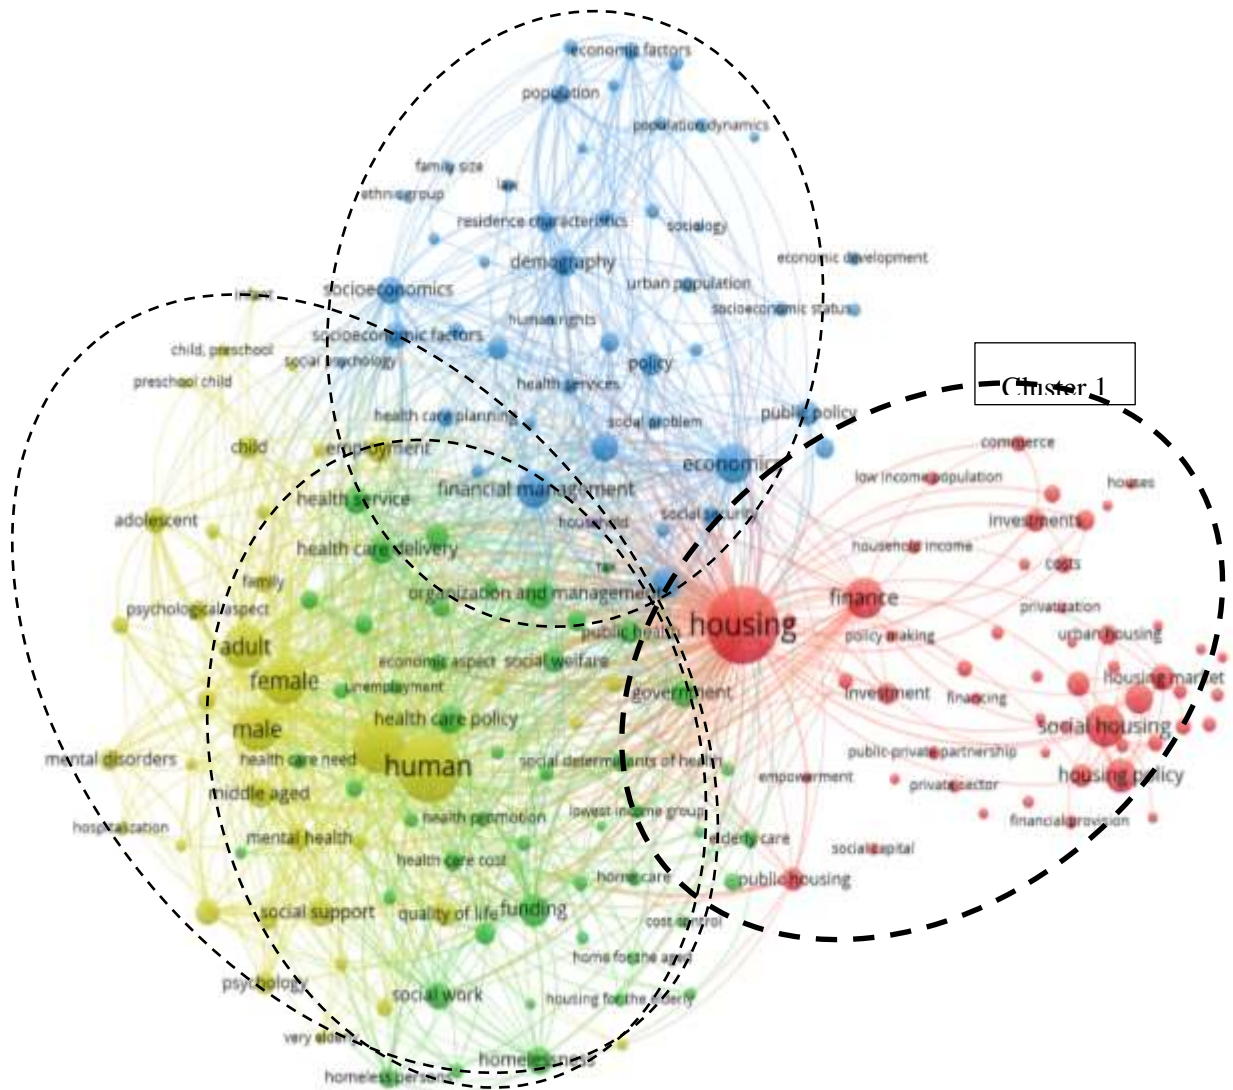 economic factors
population
population dynamics
family size
law
ethnic group
residence characteristics
sociology
demography
economic development
urban population
socioeconomics
infant
socioeconomic status
human rights
socioeconomic factors
child, preschool
social psychology
policy
preschool child
health services
Cluster 1
public policy
health care planning
social problem
commerce
child
employment
economics
low income population
houses
financial management
health service
adolescent
household
social security
investments
health care delivery
household income
costs
tax
family
organization and management
finance
psychological aspect
privatization
housing
public health
policy making
urban housing
adult
economic aspect
social welfare
female
unemployment
government
investment
financing
housing market
health care policy
male
social housing
mental disorders
health care need
social determinants of health
public-private partnership
human
empowerment
housing policy
middle aged
private sector
lowest income group
health promotion
financial provision
hospitalization
mental health
elderly care
social capital
health care cost
home care
public housing
social support
quality of life
funding
cost control
home for the aged
psychology
social work
housing for the elderly
very elderly
homelessness
homeless persons